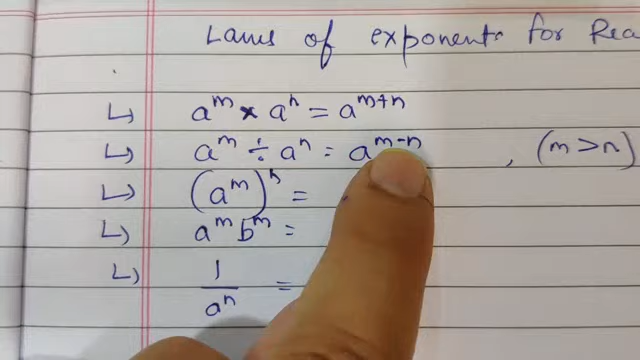 Laws of exponents for Rea
↳ a^m × a^n = a^{m+n}
↳ a^m ÷ a^n = a^{m-n} , (m > n)
↳ (a^m)^n =
↳ a^m b^m =
↳ 1/a^n =